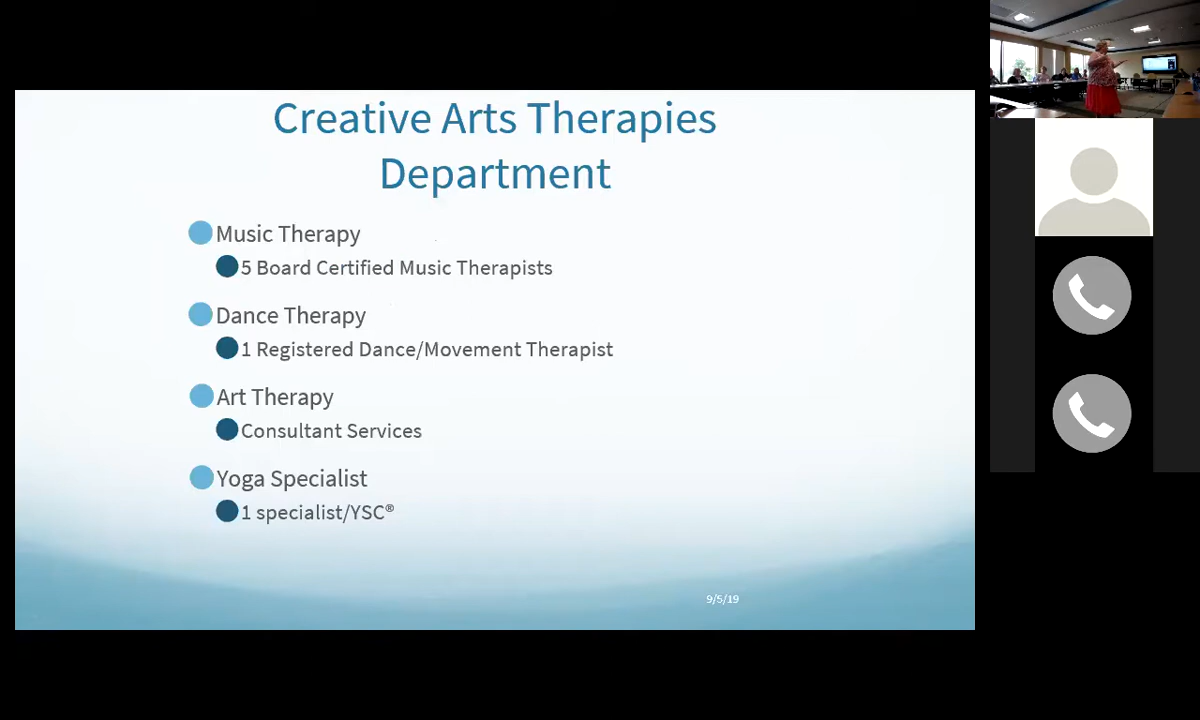 Creative Arts Therapies
Department
Music Therapy
5 Board Certified Music Therapists
Dance Therapy
1 Registered Dance/Movement Therapist
Art Therapy
Consultant Services
Yoga Specialist
1 specialist/YSC®
9/5/19